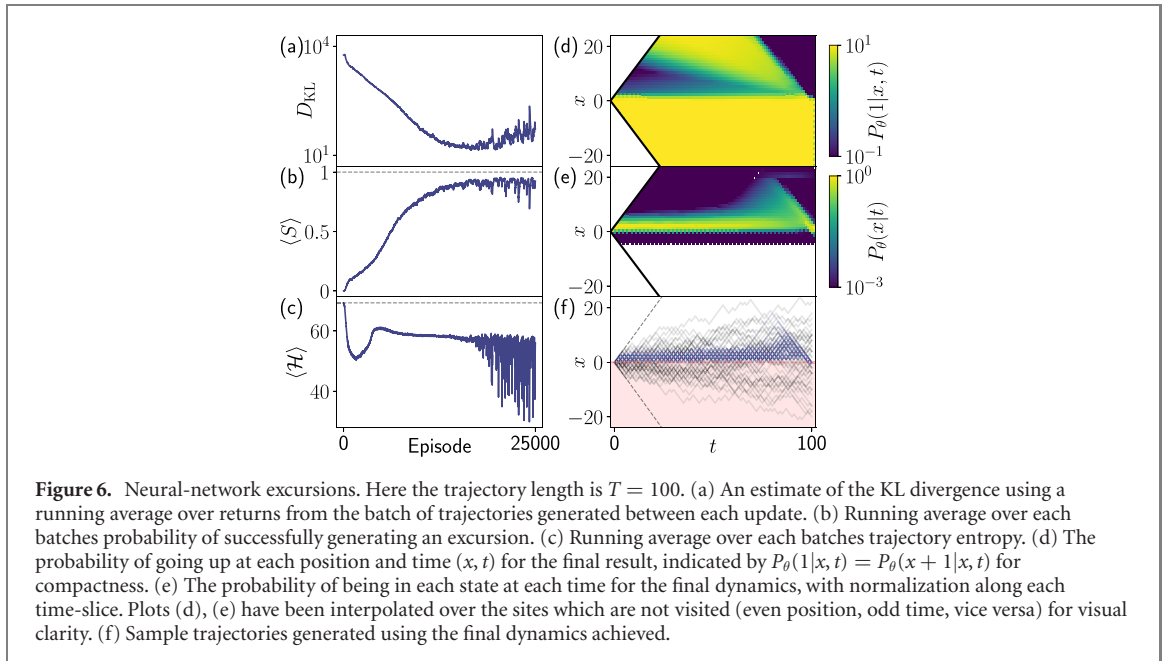 (a) 10^4 (d) 20 10^1
D_KL x 0 P_θ(1|x, t)
10^1 −20 10^−1
(b) 1 (e) 20 10^0
⟨S⟩ 0.5 x 0 P_θ(x|t)
0 −20 10^−3
(c) 60 (f) 20
⟨H⟩ x 0
40 −20
0 Episode 25000 0 t 100
Figure 6. Neural-network excursions. Here the trajectory length is T = 100. (a) An estimate of the KL divergence using a
running average over returns from the batch of trajectories generated between each update. (b) Running average over each
batches probability of successfully generating an excursion. (c) Running average over each batches trajectory entropy. (d) The
probability of going up at each position and time (x, t) for the final result, indicated by P_θ(1|x, t) = P_θ(x + 1|x, t) for
compactness. (e) The probability of being in each state at each time for the final dynamics, with normalization along each
time-slice. Plots (d), (e) have been interpolated over the sites which are not visited (even position, odd time, vice versa) for visual
clarity. (f) Sample trajectories generated using the final dynamics achieved.